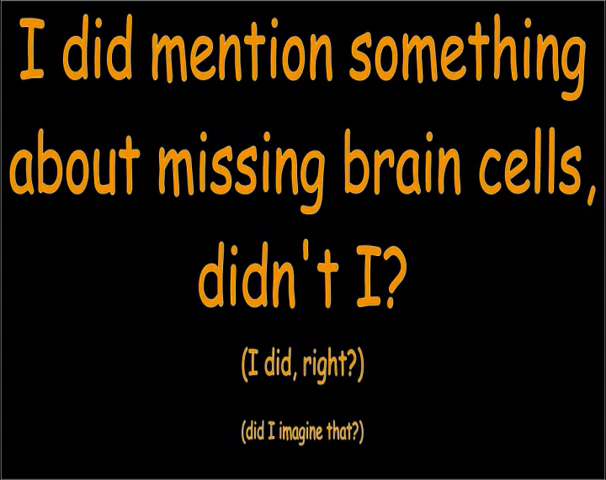 I did mention something
about missing brain cells,
didn't I?
(I did, right?)
(did I imagine that?)